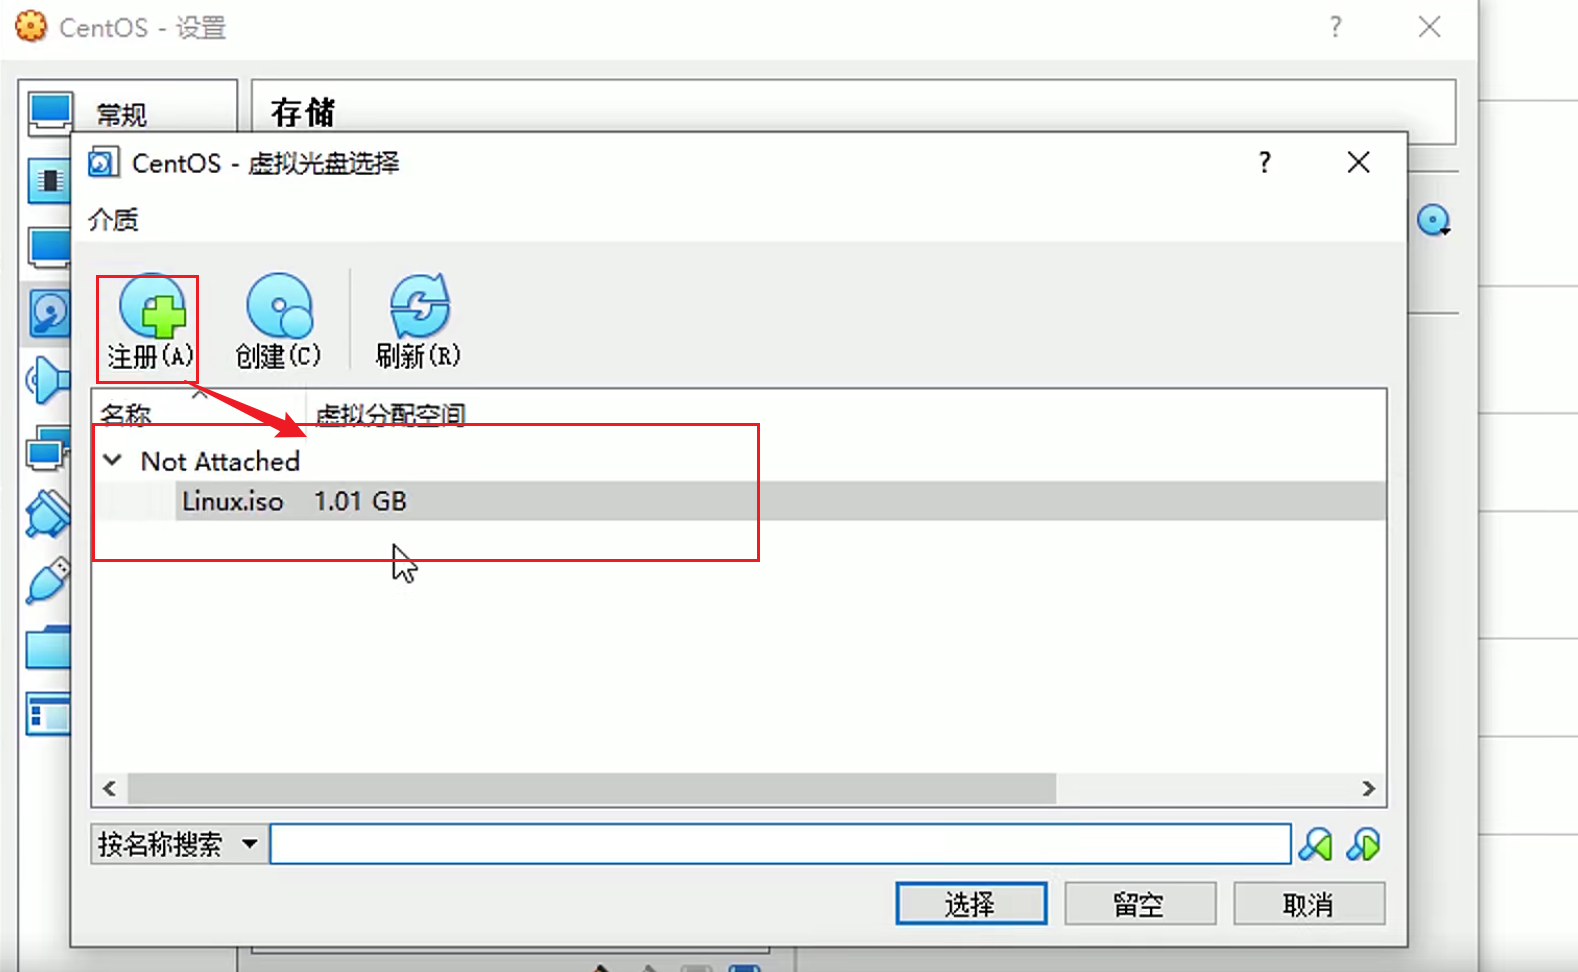 CentOS - 设置
?
常规
存储
CentOS - 虚拟光盘选择
?
介质
注册(A)
创建(C)
刷新(R)
名称
虚拟分配空间
Not Attached
Linux.iso 1.01 GB
按名称搜索
选择
留空
取消